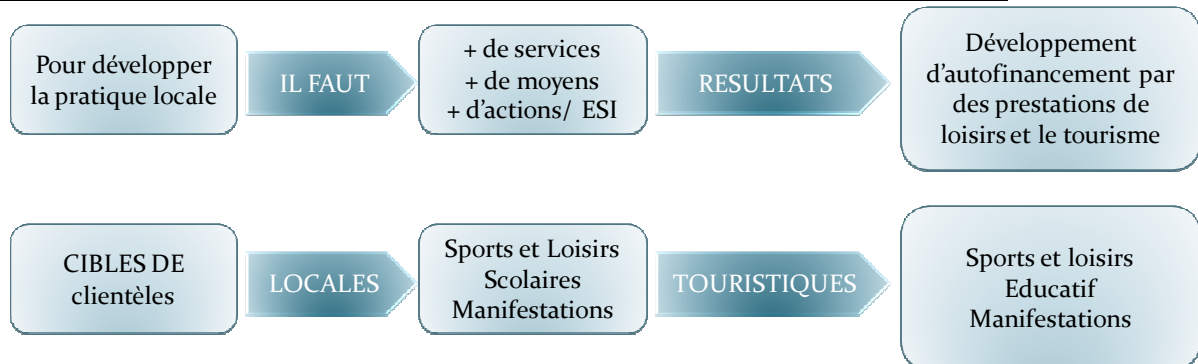 Pour développer
la pratique locale
IL FAUT
+ de services
+ de moyens
+ d'actions/ ESI
RESULTATS
Développement
d'autofinancement par
des prestations de
loisirs et le tourisme
CIBLES DE
clientèles
LOCALES
Sports et Loisirs
Scolaires
Manifestations
TOURISTIQUES
Sports et loisirs
Educatif
Manifestations